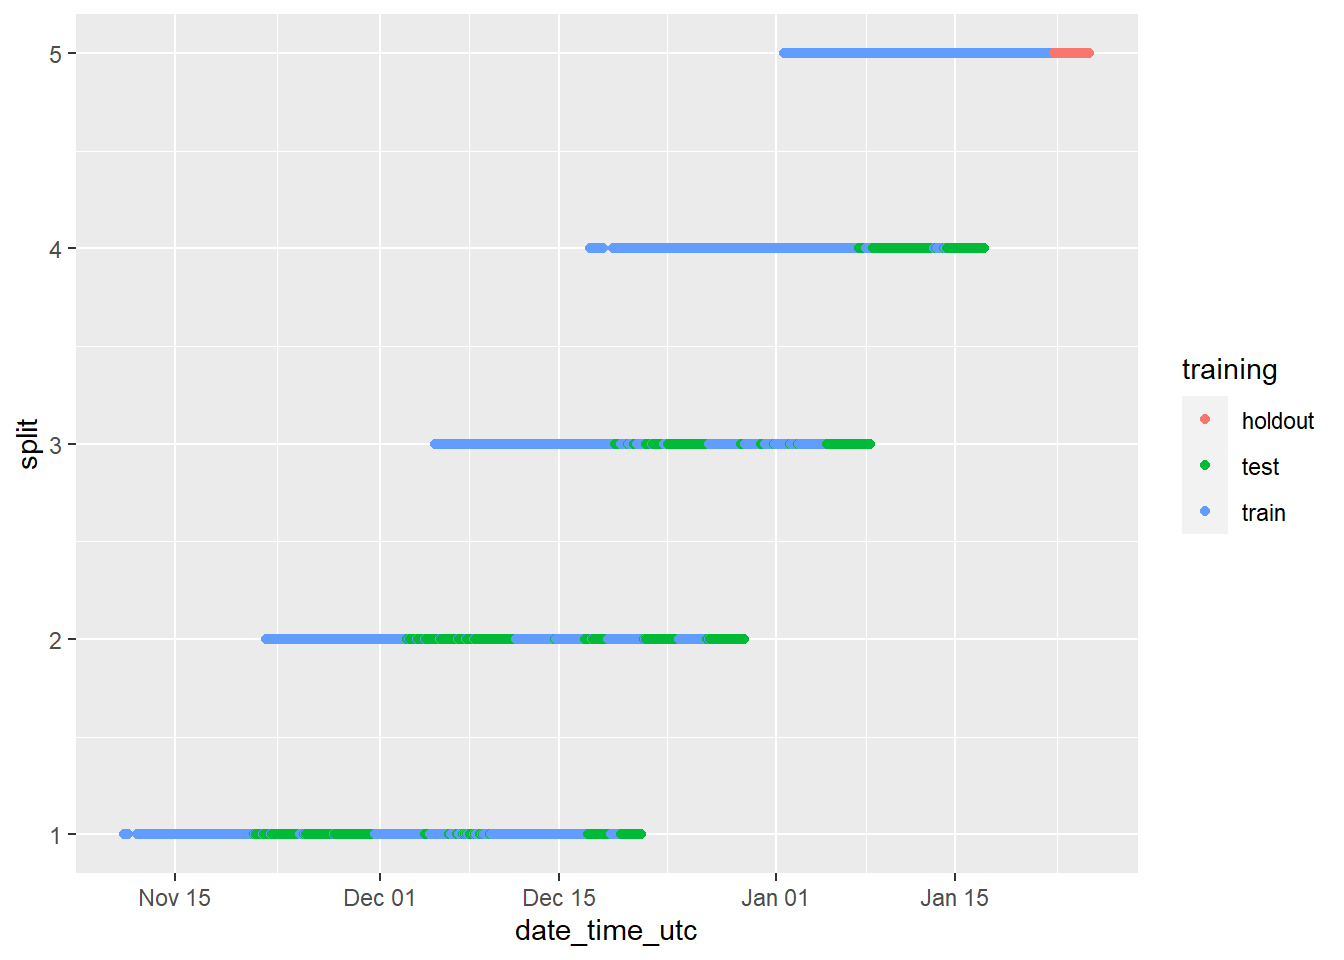 5
4
3
2
1
split
Nov 15
Dec 01
Dec 15
Jan 01
Jan 15
date_time_utc
training
holdout
test
train